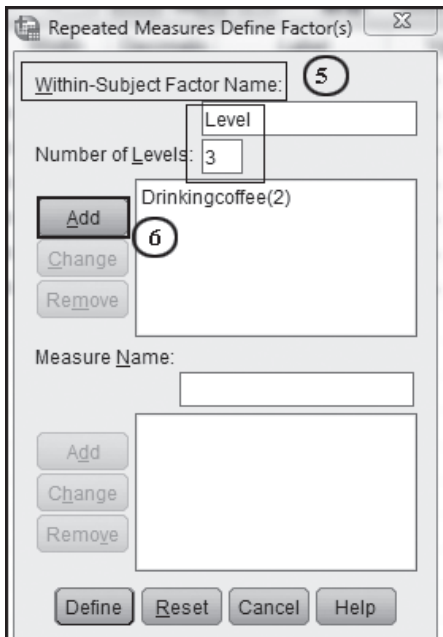 Repeated Measures Define Factor(s)
Within-Subject Factor Name: 5
Level
Number of Levels: 3
Drinkingcoffee(2)
Add
6
Change
Remove
Measure Name:
Add
Change
Remove
Define Reset Cancel Help